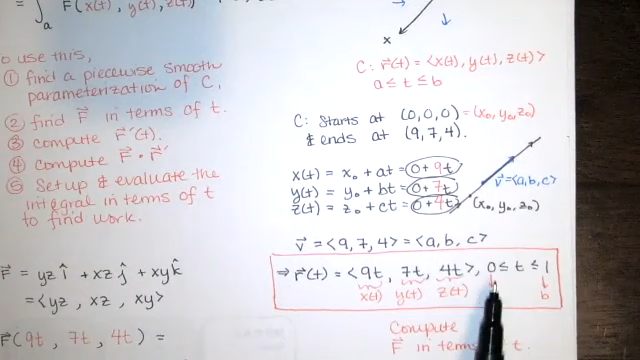 = ∫ₐ F(x(t), y(t), z(t)
To use this,
① find a piecewise smooth
parameterization of C,
② find F⃗ in terms of t.
③ compute F⃗'(t).
④ compute F⃗ · F⃗'
⑤ Set up & evaluate the
integral in terms of t
to find work.
F⃗ = yz î + xz ĵ + xy k̂
= <yz, xz, xy>
F(9t, 7t, 4t) =
x
C: r⃗(t) = <x(t), y(t), z(t)>
a ≤ t ≤ b
C: Starts at (0,0,0) = (x₀, y₀, z₀)
& ends at (9,7,4).
x(t) = x₀ + at = 0 + 9t
y(t) = y₀ + bt = 0 + 7t
z(t) = z₀ + ct = 0 + 4t
v⃗ = <a, b, c>
(x₀, y₀, z₀)
v⃗ = <9, 7, 4> = <a, b, c>
⇒ r⃗(t) = <9t, 7t, 4t>, 0 ≤ t ≤ 1
x(t) y(t) z(t) b
Compute
F⃗ in terms t.